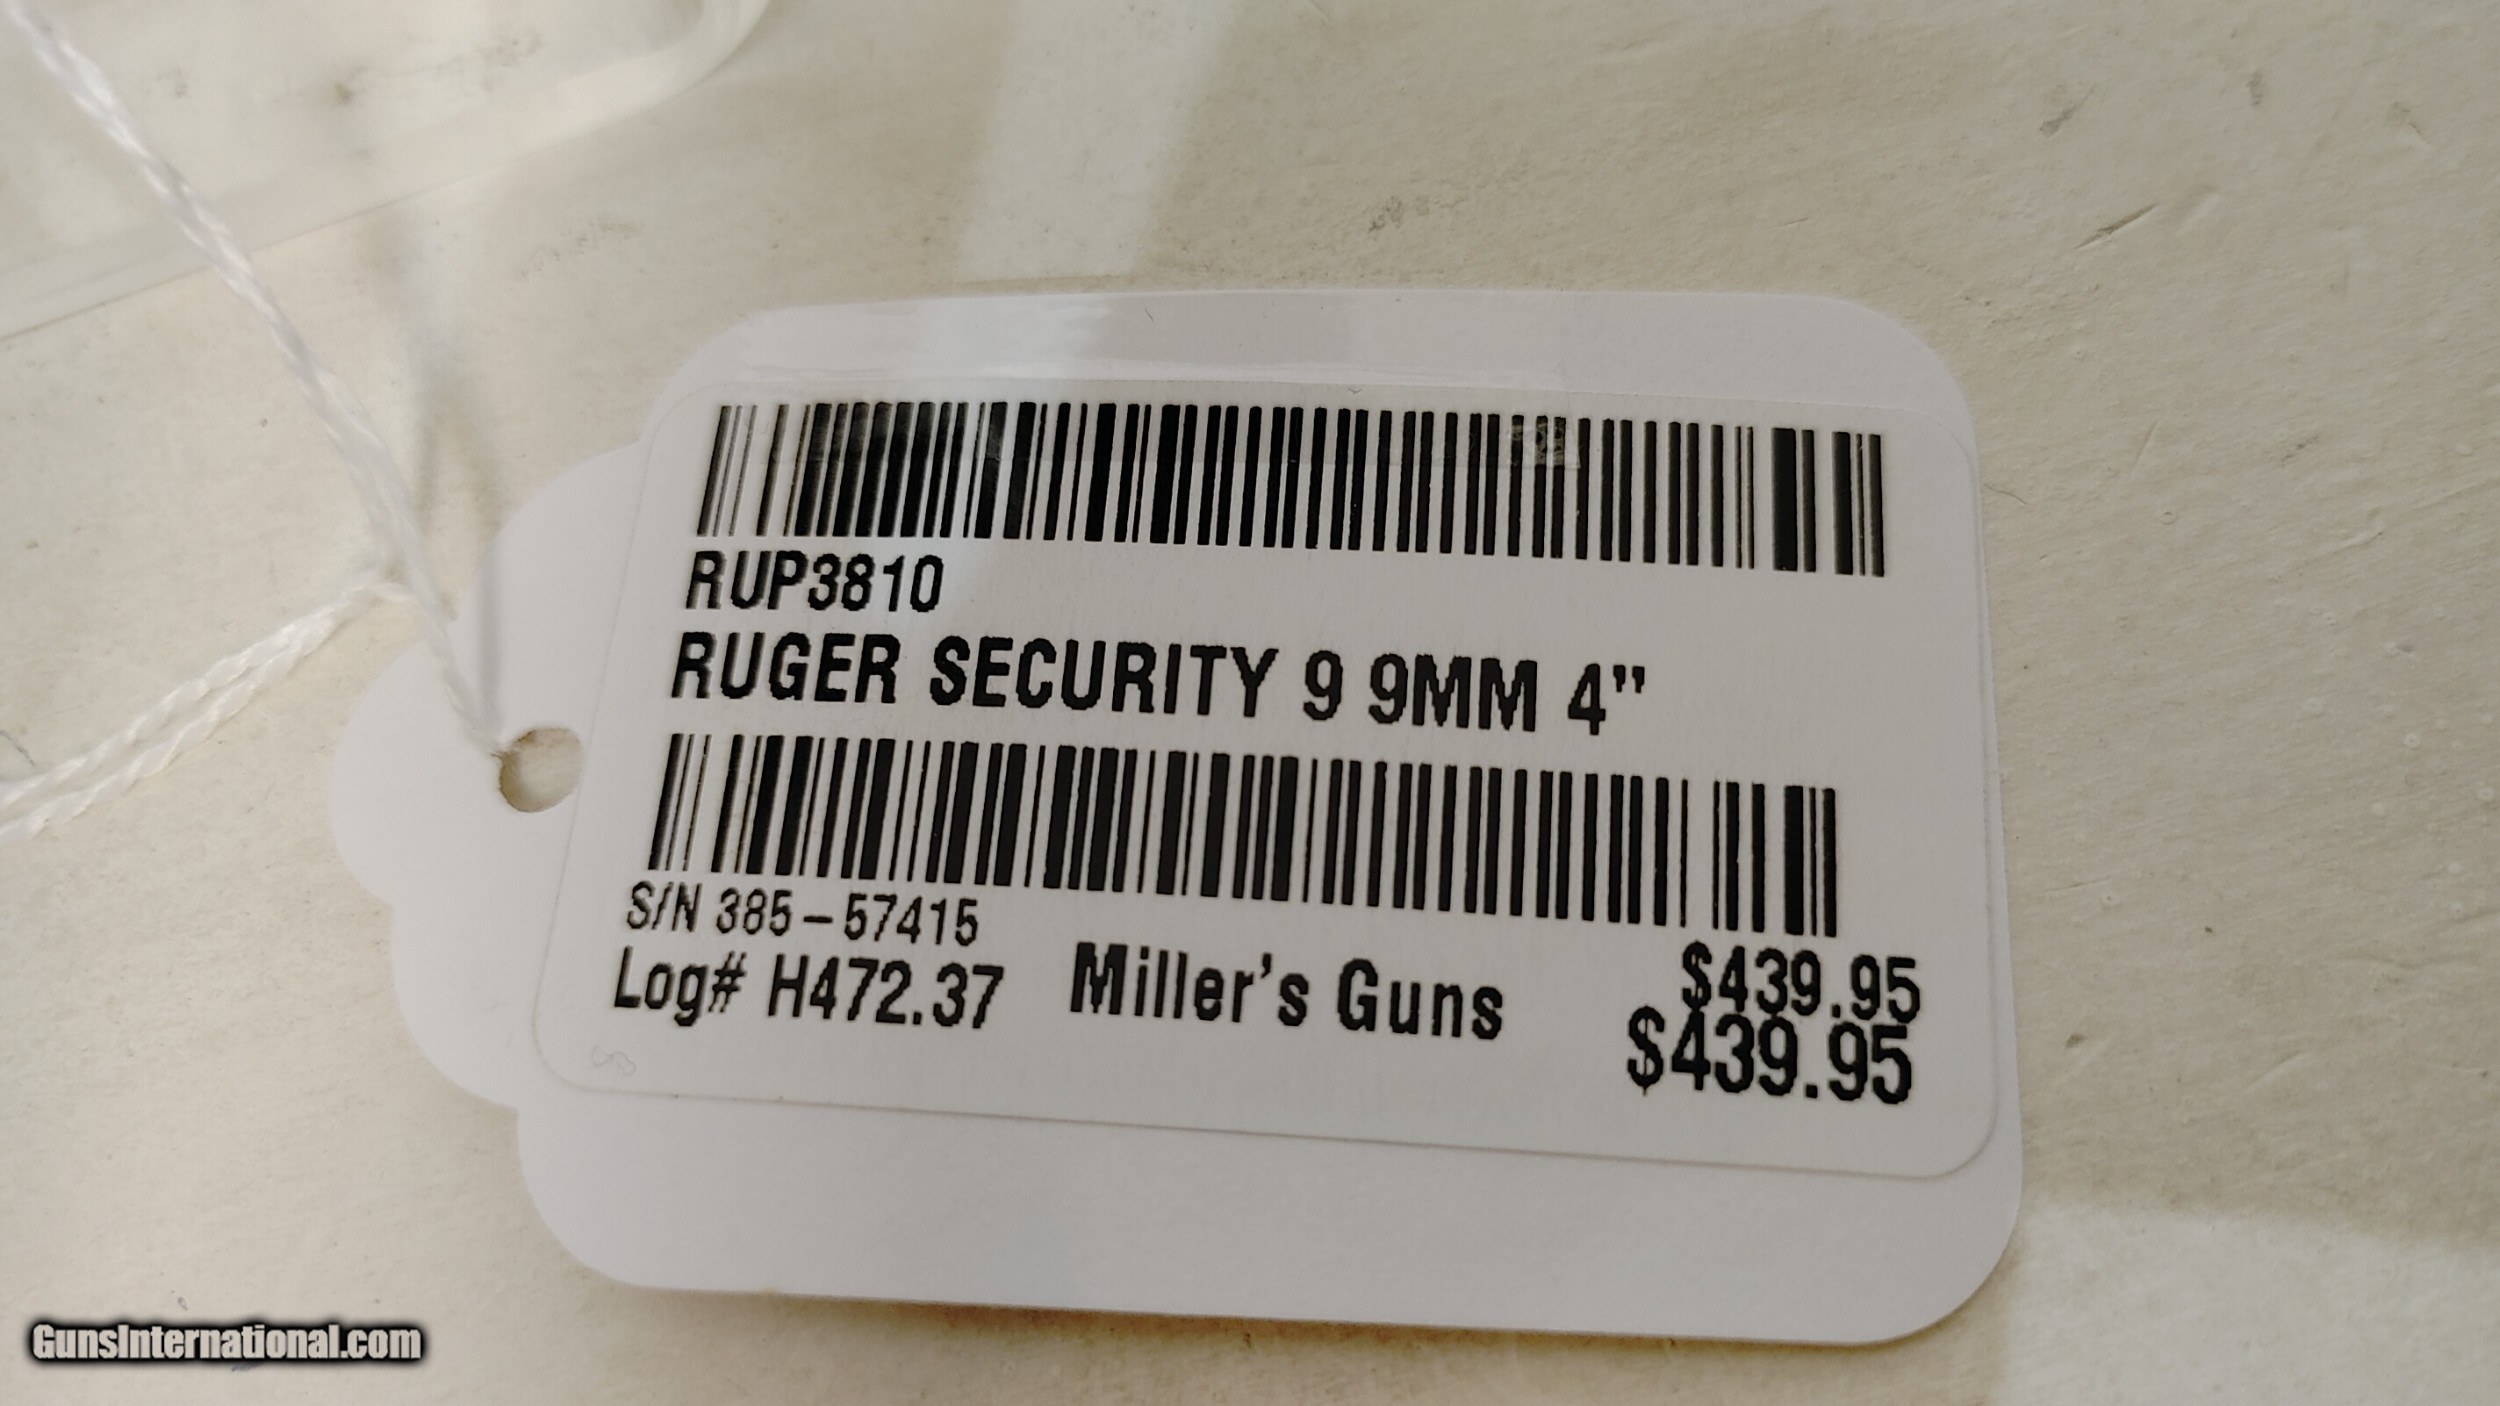 RUP3810
RUGER SECURITY 9 9MM 4"
S/N 385-57415
Log# H472.37 Miller's Guns $439.95
$439.95
GunsInternational.com